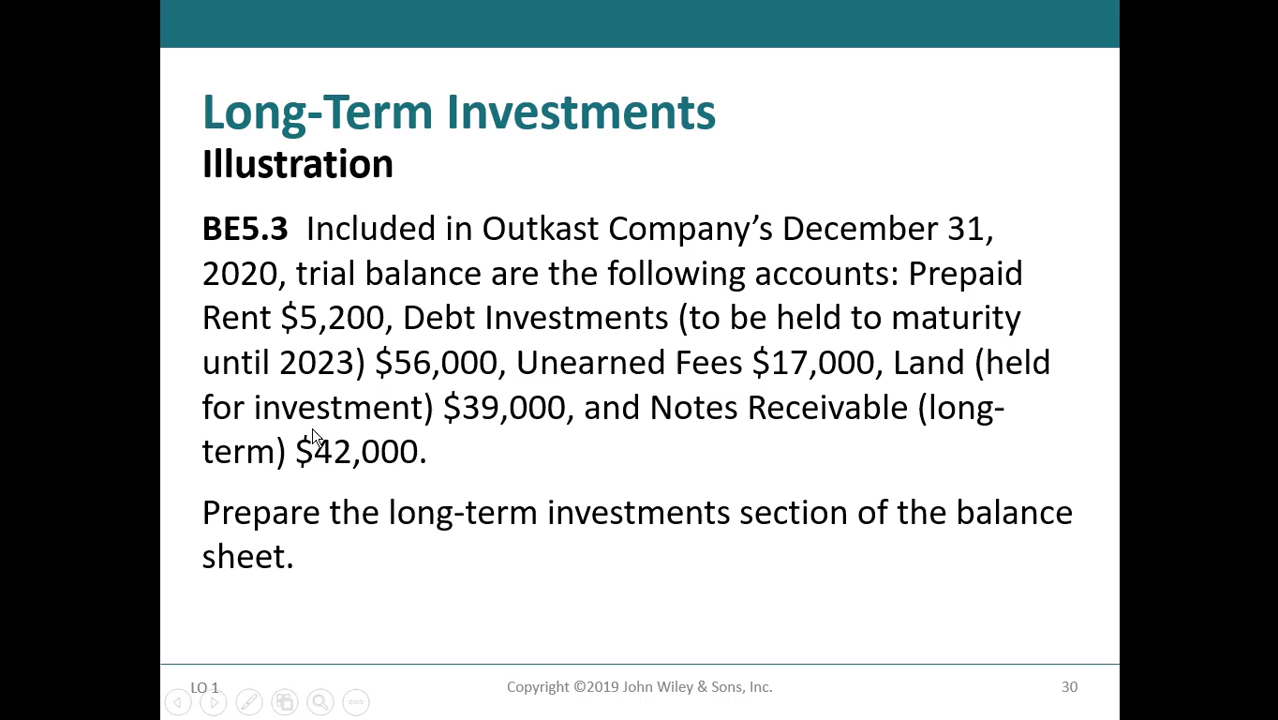 Long-Term Investments
Illustration
BE5.3 Included in Outkast Company’s December 31,
2020, trial balance are the following accounts: Prepaid
Rent $5,200, Debt Investments (to be held to maturity
until 2023) $56,000, Unearned Fees $17,000, Land (held
for investment) $39,000, and Notes Receivable (long-
term) $42,000.
Prepare the long-term investments section of the balance
sheet.
LO 1
Copyright ©2019 John Wiley & Sons, Inc.
30